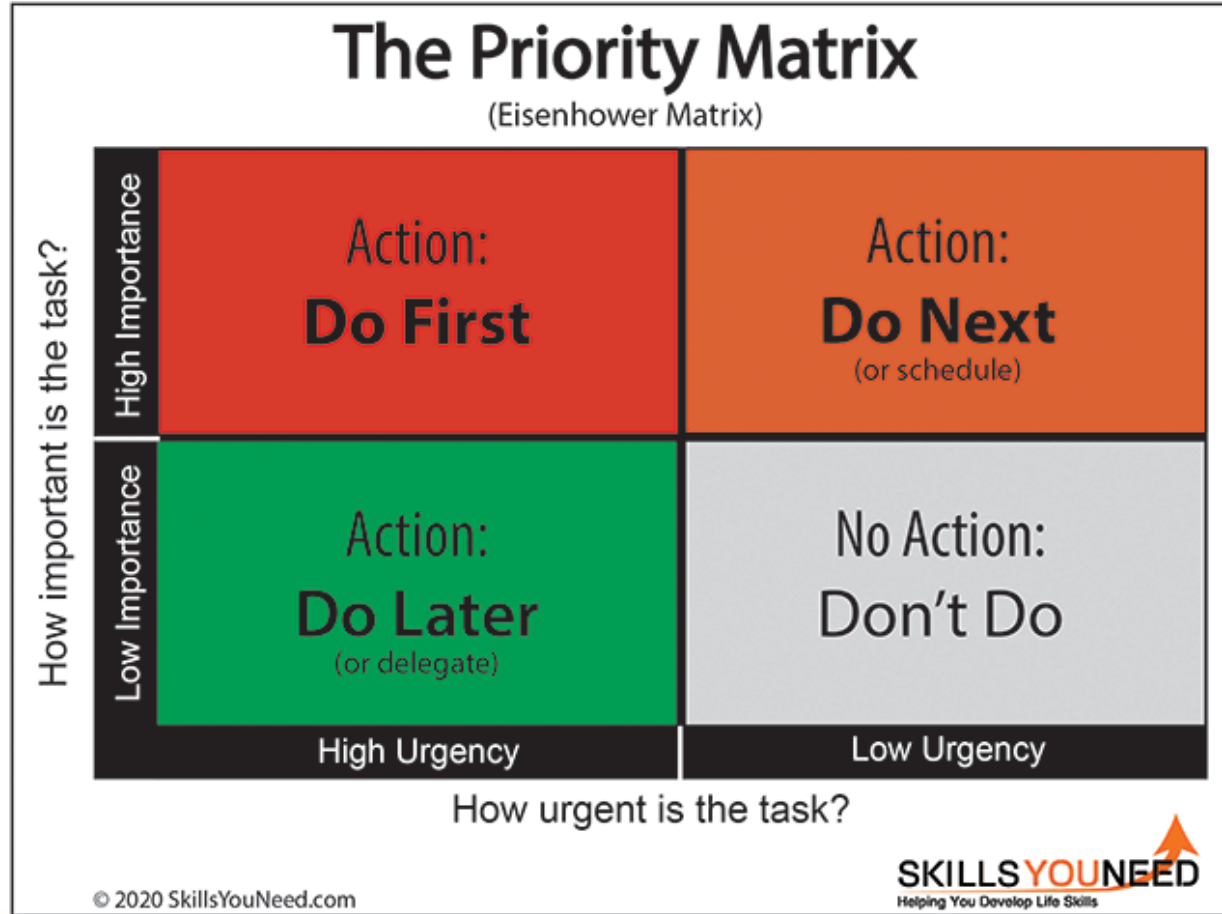 The Priority Matrix
(Eisenhower Matrix)
How important is the task?
High Importance
Action:
Do First
Action:
Do Next
(or schedule)
Low Importance
Action:
Do Later
(or delegate)
No Action:
Don't Do
High Urgency
Low Urgency
How urgent is the task?
© 2020 SkillsYouNeed.com
SKILLSYOUNEED
Helping You Develop Life Skills